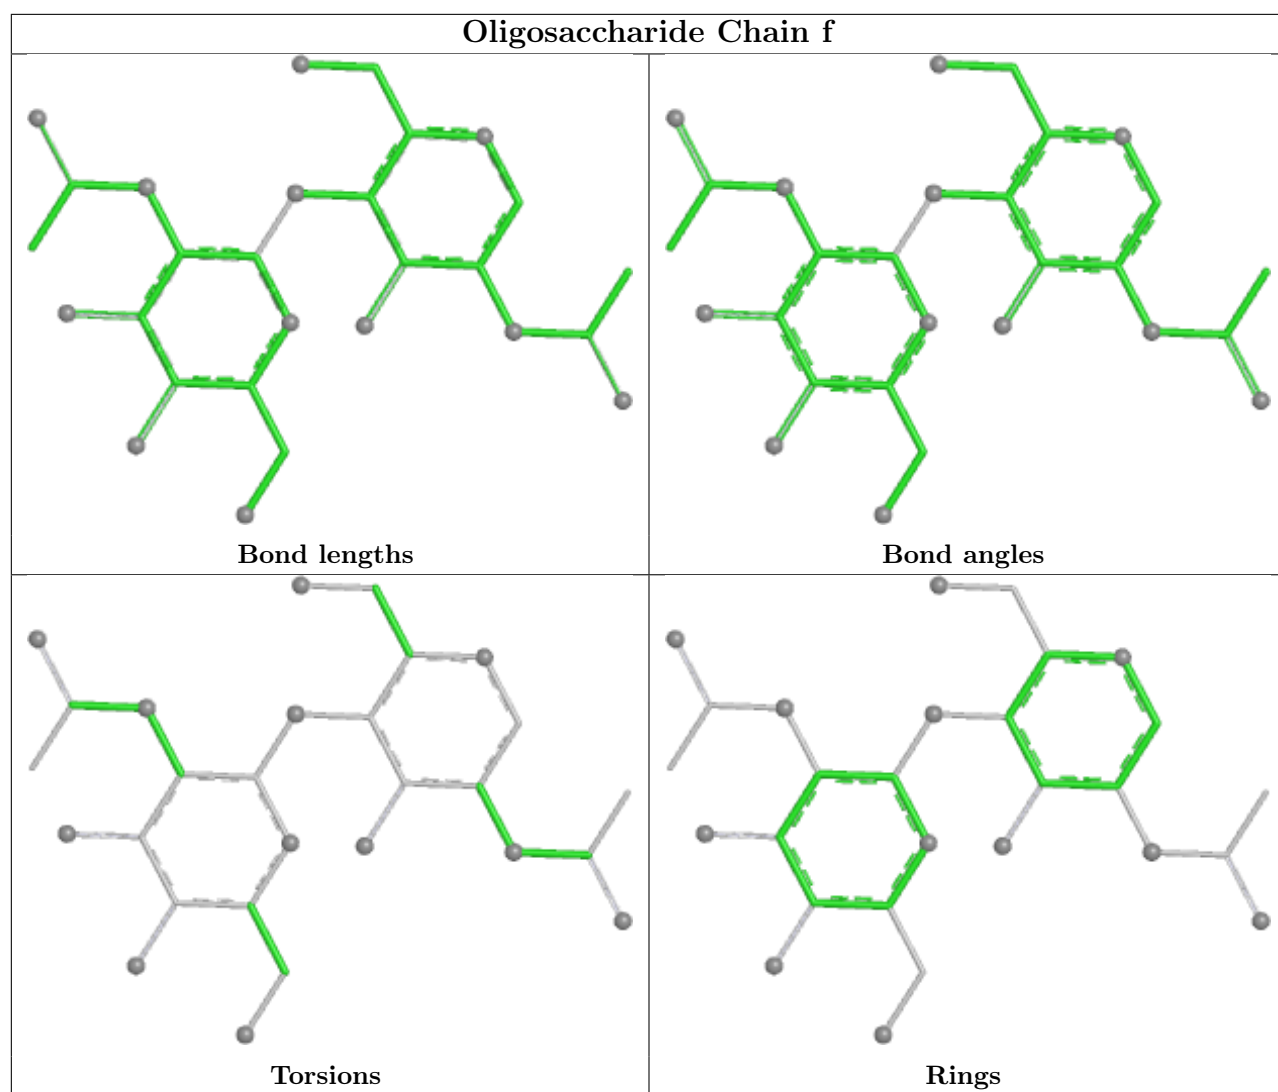 Oligosaccharide Chain f
Bond lengths
Bond angles
Torsions
Rings